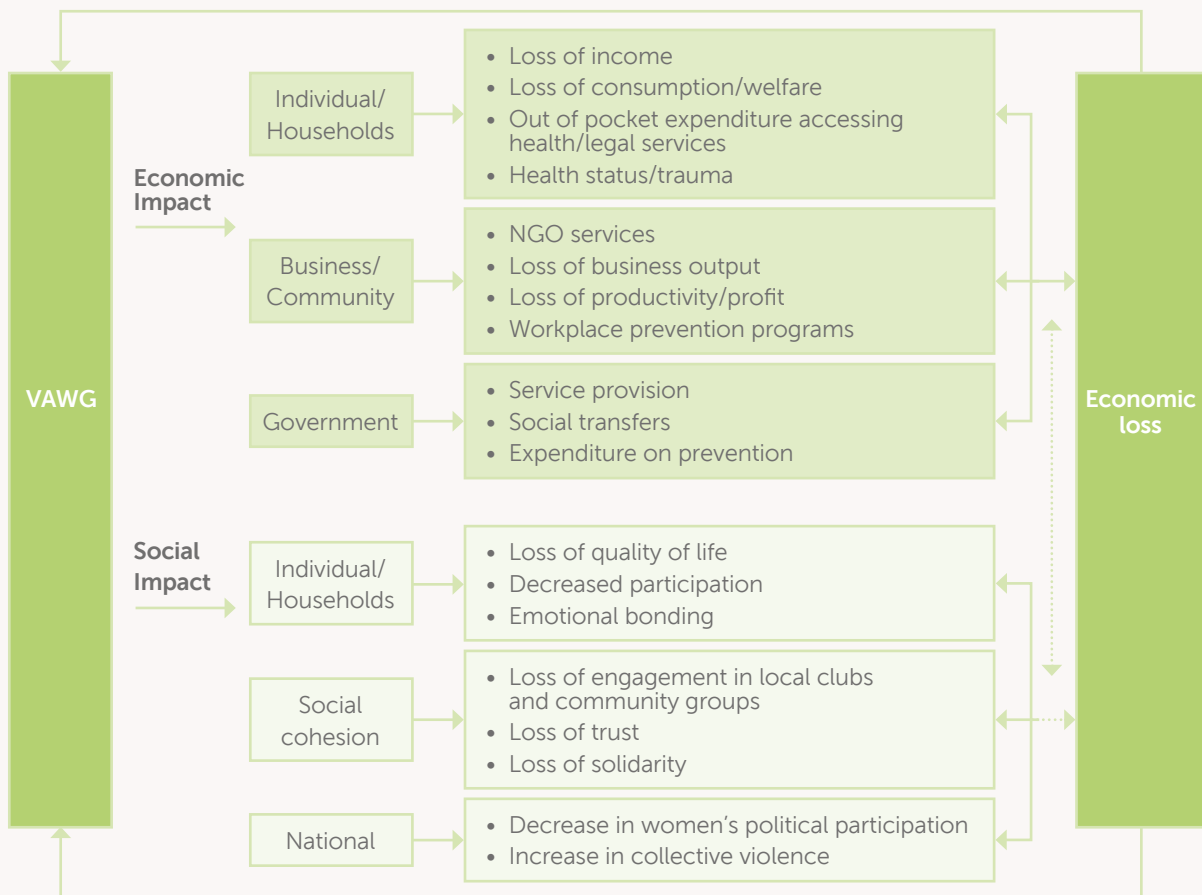 VAWG
Economic
Impact
Individual/
Households
• Loss of income
• Loss of consumption/welfare
• Out of pocket expenditure accessing
health/legal services
• Health status/trauma
Business/
Community
• NGO services
• Loss of business output
• Loss of productivity/profit
• Workplace prevention programs
Government
• Service provision
• Social transfers
• Expenditure on prevention
Social
Impact
Individual/
Households
• Loss of quality of life
• Decreased participation
• Emotional bonding
Social
cohesion
• Loss of engagement in local clubs
and community groups
• Loss of trust
• Loss of solidarity
National
• Decrease in women’s political participation
• Increase in collective violence
Economic
loss